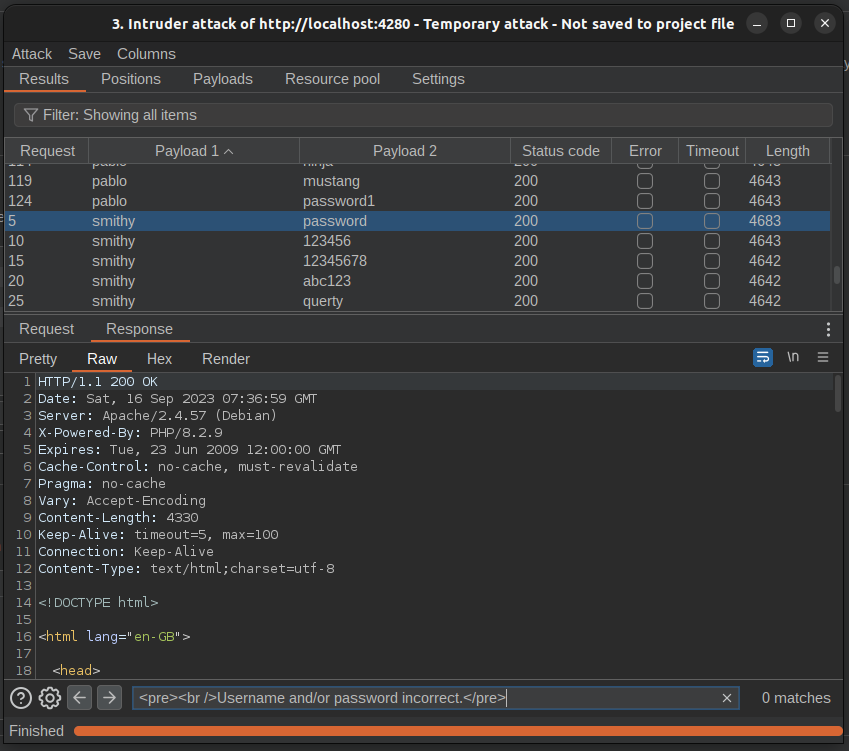 3. Intruder attack of http://localhost:4280 - Temporary attack - Not saved to project file
Attack Save Columns
Results Positions Payloads Resource pool Settings
Filter: Showing all items
Request Payload 1 Payload 2 Status code Error Timeout Length
119 pablo mustang 200 4643
124 pablo password1 200 4643
5 smithy password 200 4683
10 smithy 123456 200 4643
15 smithy 12345678 200 4642
20 smithy abc123 200 4642
25 smithy querty 200 4642
Request Response
Pretty Raw Hex Render \n
1 HTTP/1.1 200 OK
2 Date: Sat, 16 Sep 2023 07:36:59 GMT
3 Server: Apache/2.4.57 (Debian)
4 X-Powered-By: PHP/8.2.9
5 Expires: Tue, 23 Jun 2009 12:00:00 GMT
6 Cache-Control: no-cache, must-revalidate
7 Pragma: no-cache
8 Vary: Accept-Encoding
9 Content-Length: 4330
10 Keep-Alive: timeout=5, max=100
11 Connection: Keep-Alive
12 Content-Type: text/html;charset=utf-8
13
14 <!DOCTYPE html>
15
16 <html lang="en-GB">
17
18 <head>
<pre><br />Username and/or password incorrect.</pre> 0 matches
Finished